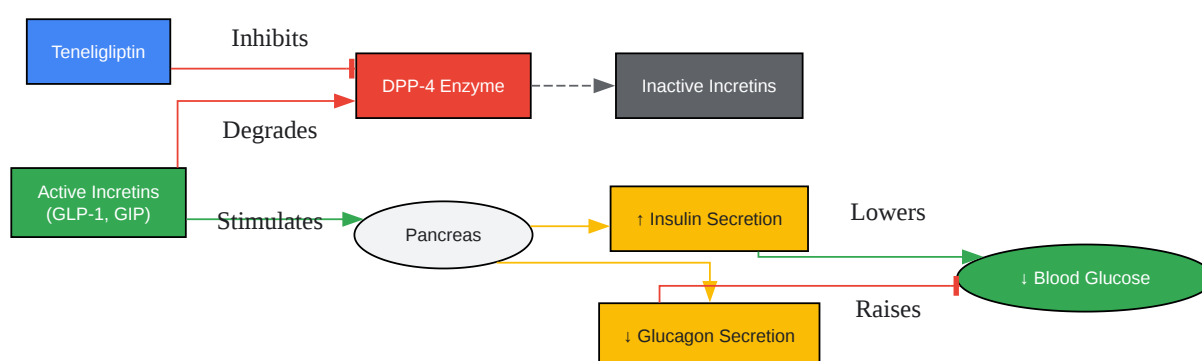 Teneligliptin
Inhibits
DPP-4 Enzyme
Inactive Incretins
Degrades
Active Incretins
(GLP-1, GIP)
Stimulates
Pancreas
↑ Insulin Secretion
Lowers
↓ Blood Glucose
↓ Glucagon Secretion
Raises